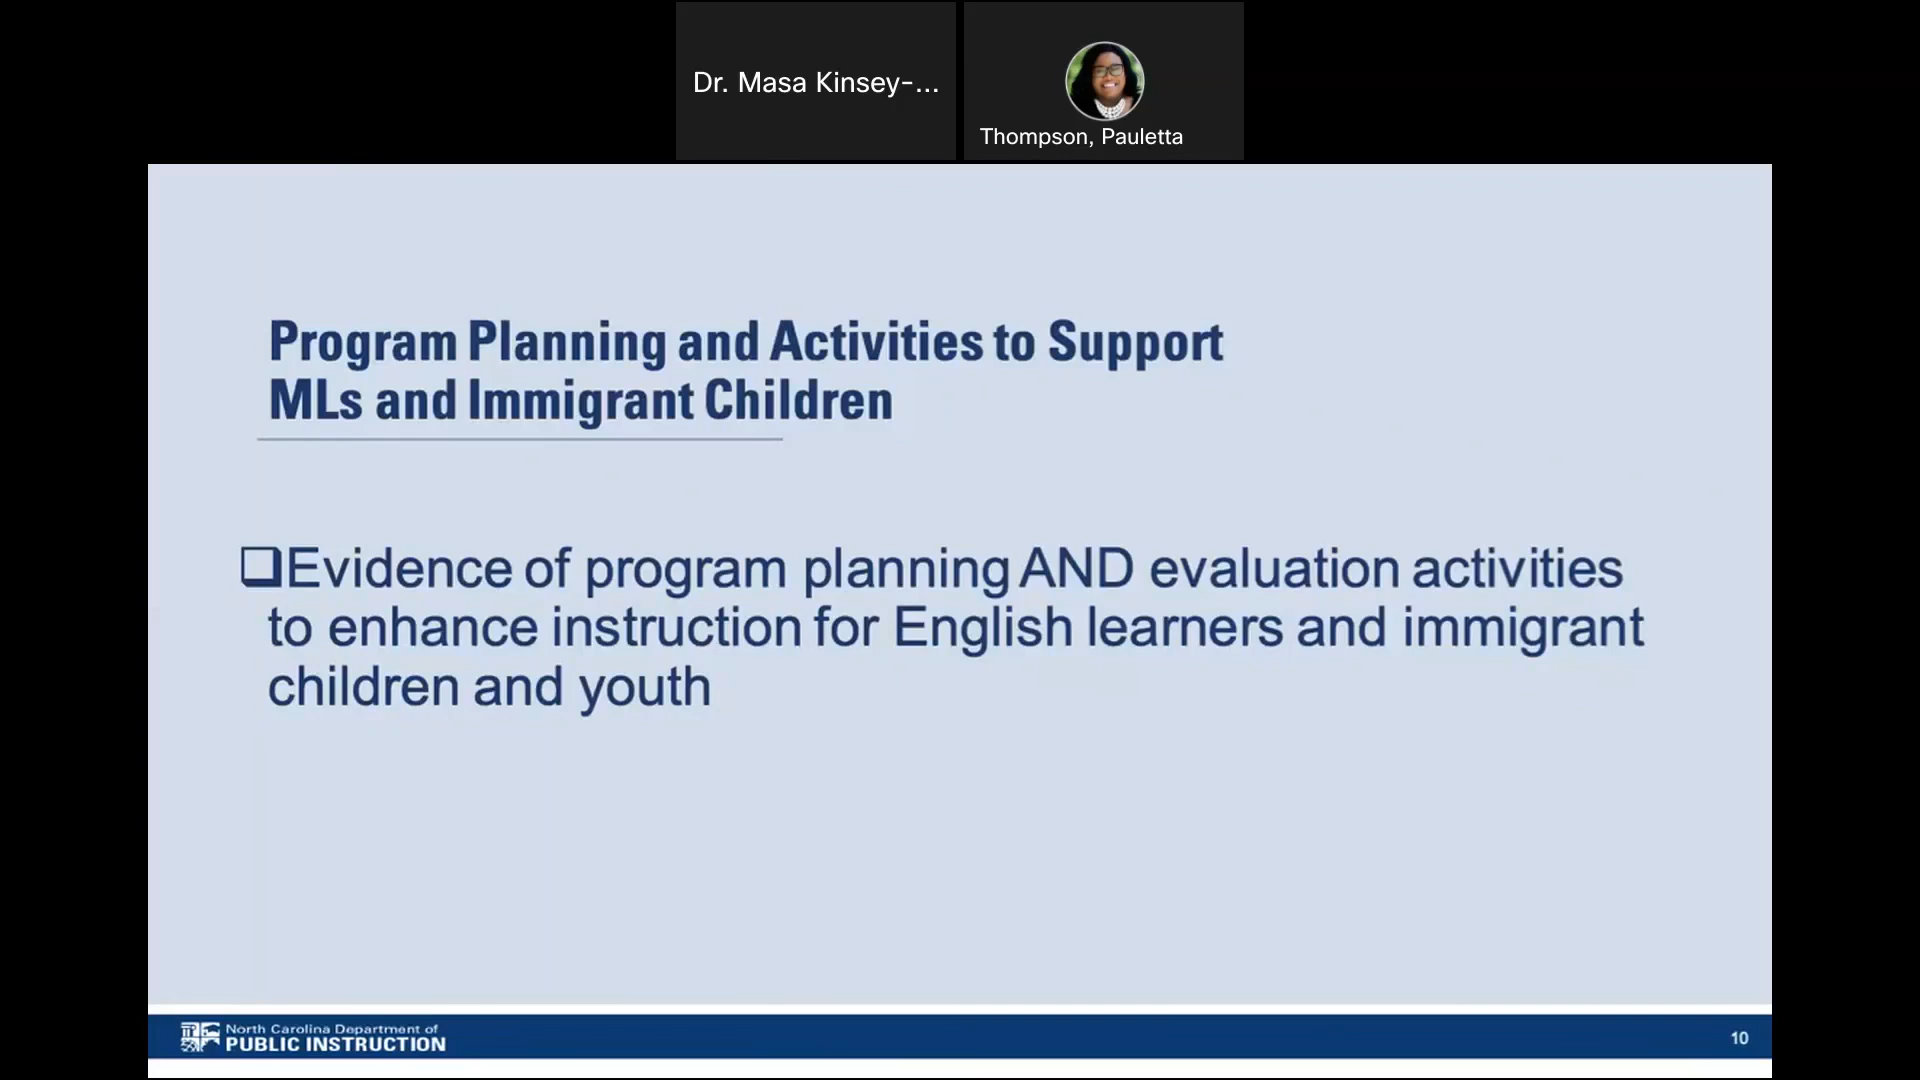 Dr. Masa Kinsey-...
Thompson, Pauletta
Program Planning and Activities to Support
MLs and Immigrant Children
❑Evidence of program planning AND evaluation activities
to enhance instruction for English learners and immigrant
children and youth
North Carolina Department of
PUBLIC INSTRUCTION
10